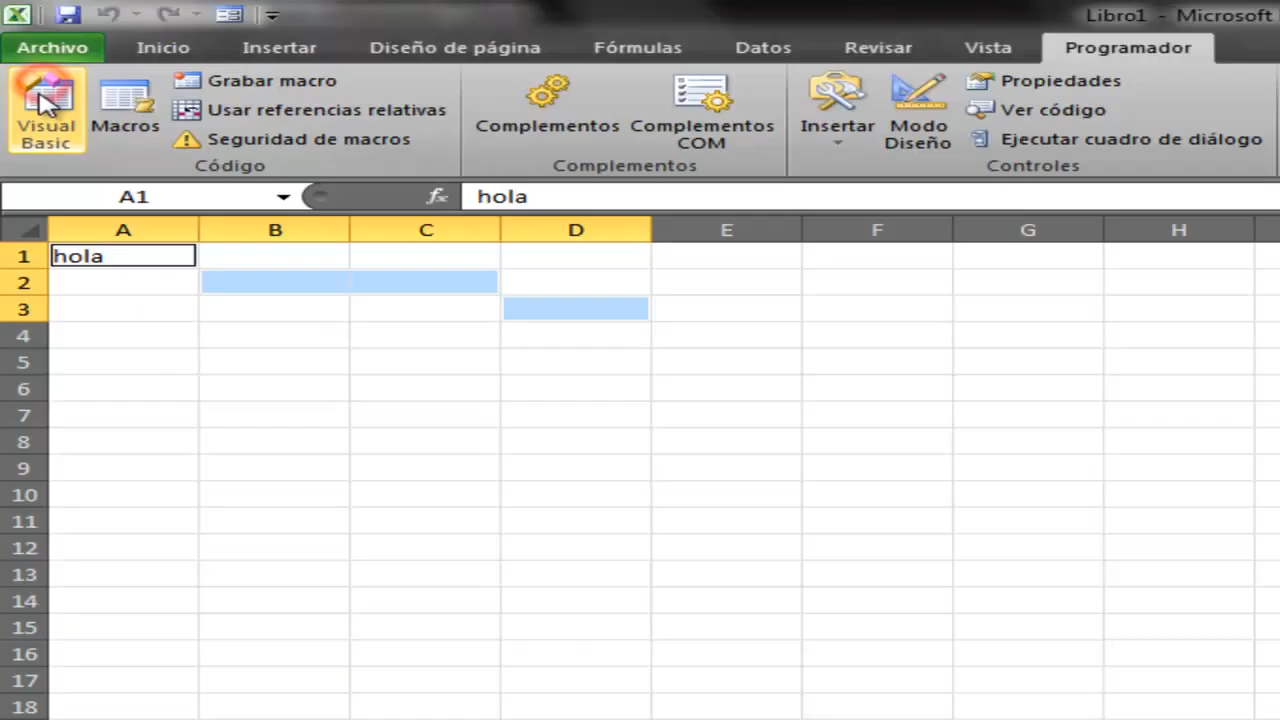 Libro1 - Microsoft
Archivo Inicio Insertar Diseño de página Fórmulas Datos Revisar Vista Programador
Visual Basic
Macros
Grabar macro
Usar referencias relativas
Seguridad de macros
Código
Complementos
Complementos COM
Complementos
Insertar
Modo Diseño
Propiedades
Ver código
Ejecutar cuadro de diálogo
Controles
A1 fx hola
A B C D E F G H
1 hola
2
3
4
5
6
7
8
9
10
11
12
13
14
15
16
17
18